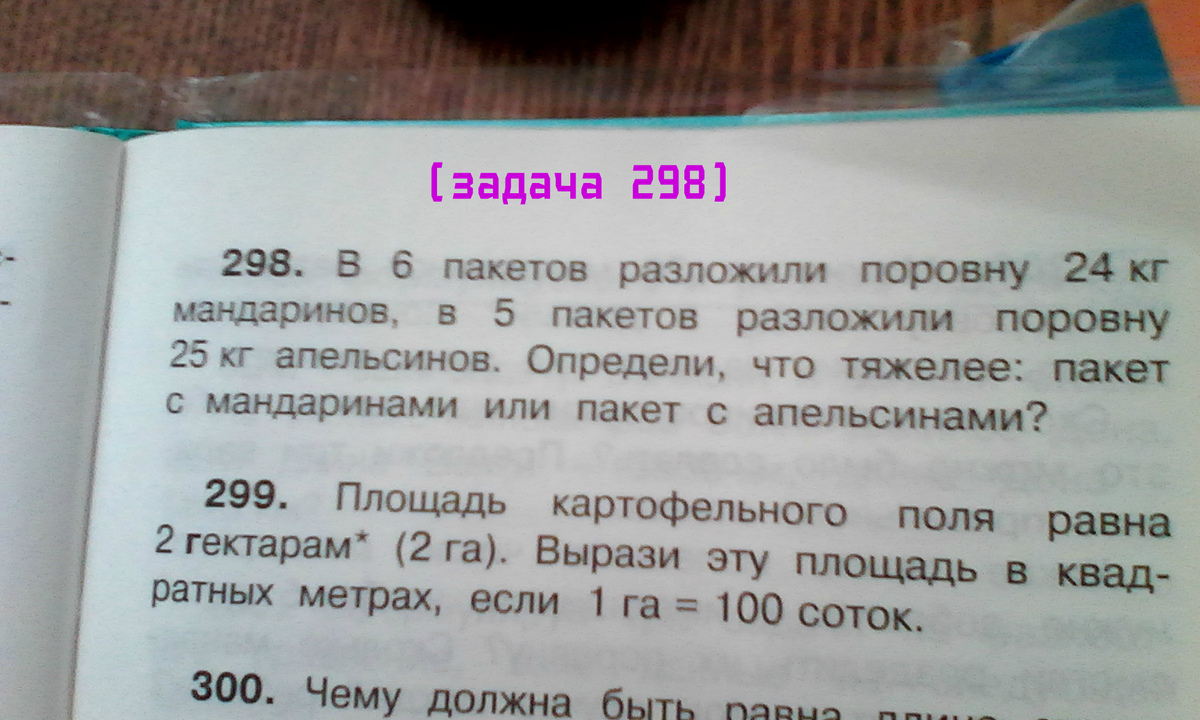 [задача 298]
298. В 6 пакетов разложили поровну 24 кг
мандаринов, в 5 пакетов разложили поровну
25 кг апельсинов. Определи, что тяжелее: пакет
с мандаринами или пакет с апельсинами?
299. Площадь картофельного поля равна
2 гектарам* (2 га). Вырази эту площадь в квад-
ратных метрах, если 1 га = 100 соток.
300. Чему должна быть равна длина